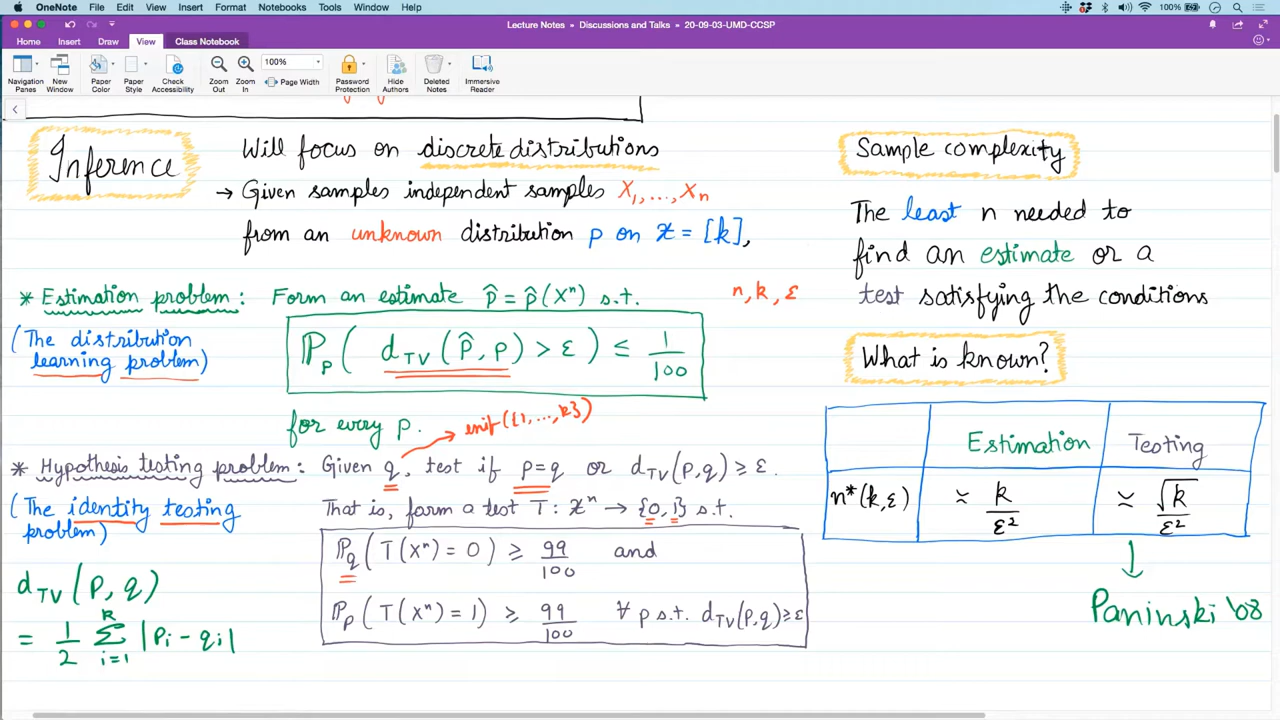 OneNote File Edit View Insert Format Notebooks Tools Window Help 100%
Lecture Notes » Discussions and Talks » 20-09-03-UMD-CCSP
Home Insert Draw View Class Notebook
Navigation Panes New Window Paper Color Paper Style Check Accessibility Zoom Out Zoom In 100% Page Width Password Protection Hide Authors Deleted Notes Immersive Reader
Inference
Will focus on discrete distributions
→ Given samples independent samples X₁,...,Xₙ
from an unknown distribution p on 𝒳 = [k],
* Estimation problem: Form an estimate p̂ = p̂(Xⁿ) s.t.
n, k, ε
(The distribution learning problem)
ℙₚ( d_TV(p̂, p) > ε ) ≤ 1/100
for every p.
unif({1,...,k})
* Hypothesis testing problem: Given q, test if p=q or d_TV(p,q) ≥ ε.
(The identity testing problem)
That is, form a test T: 𝒳ⁿ → {0,1} s.t.
ℙ_q( T(Xⁿ) = 0 ) ≥ 99/100 and
ℙₚ( T(Xⁿ) = 1 ) ≥ 99/100 ∀ p s.t. d_TV(p,q) ≥ ε
d_TV(p, q)
= 1/2 Σ_{i=1}^{k} |pᵢ - qᵢ|
Sample complexity
The least n needed to
find an estimate or a
test satisfying the conditions
What is known?
Estimation Testing
n*(k,ε) ≍ k/ε² ≍ √k/ε²
↓
Paninski '08